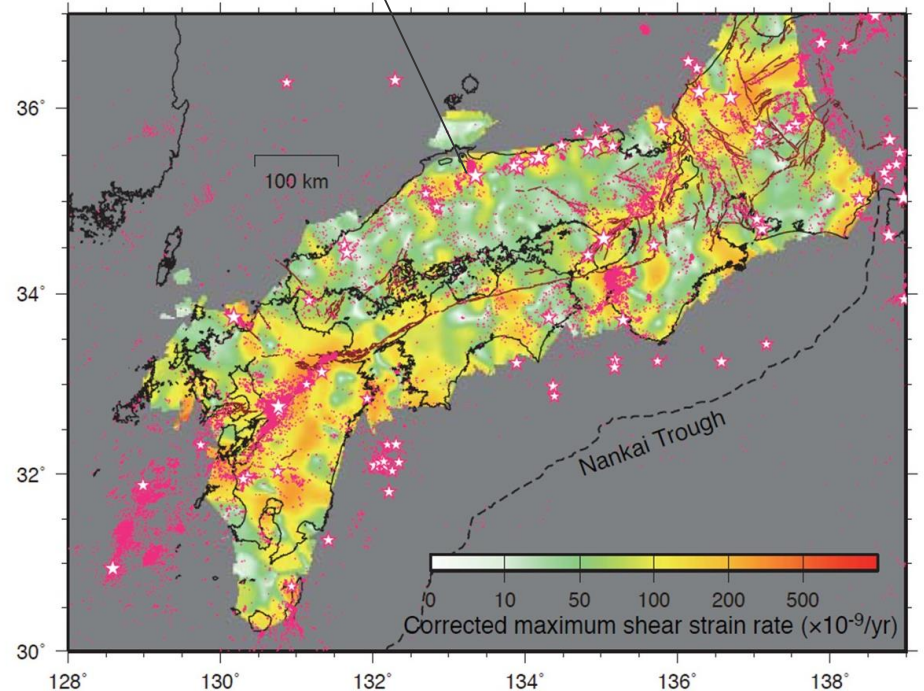 36°
100 km
34°
Nankai Trough
32°
0 10 50 100 200 500
Corrected maximum shear strain rate (×10⁻⁹/yr)
30°
128° 130° 132° 134° 136° 138°